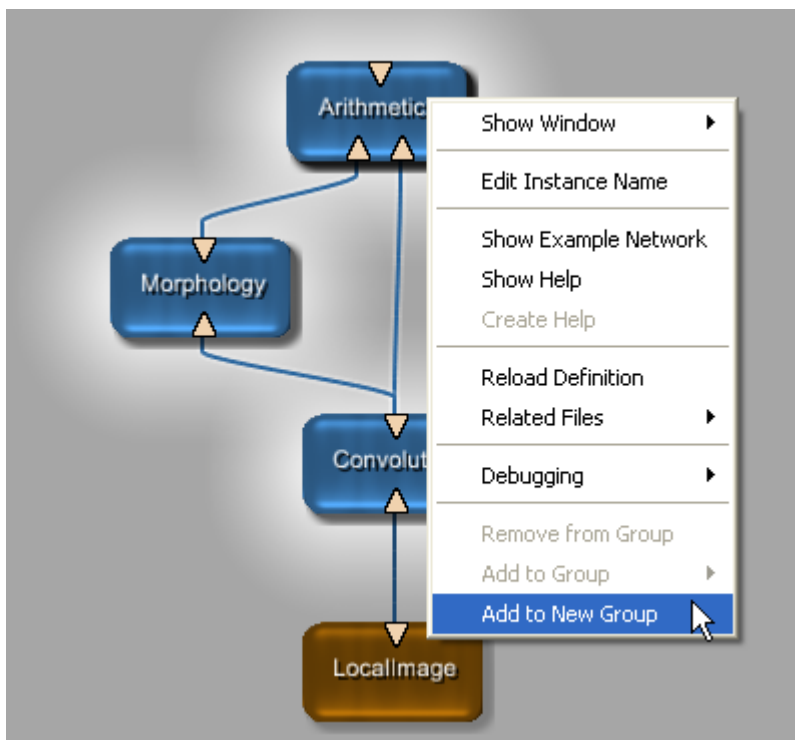 Arithmetic
Show Window
Edit Instance Name
Show Example Network
Morphology
Show Help
Create Help
Reload Definition
Related Files
Convolut
Debugging
Remove from Group
Add to Group
Add to New Group
LocalImage